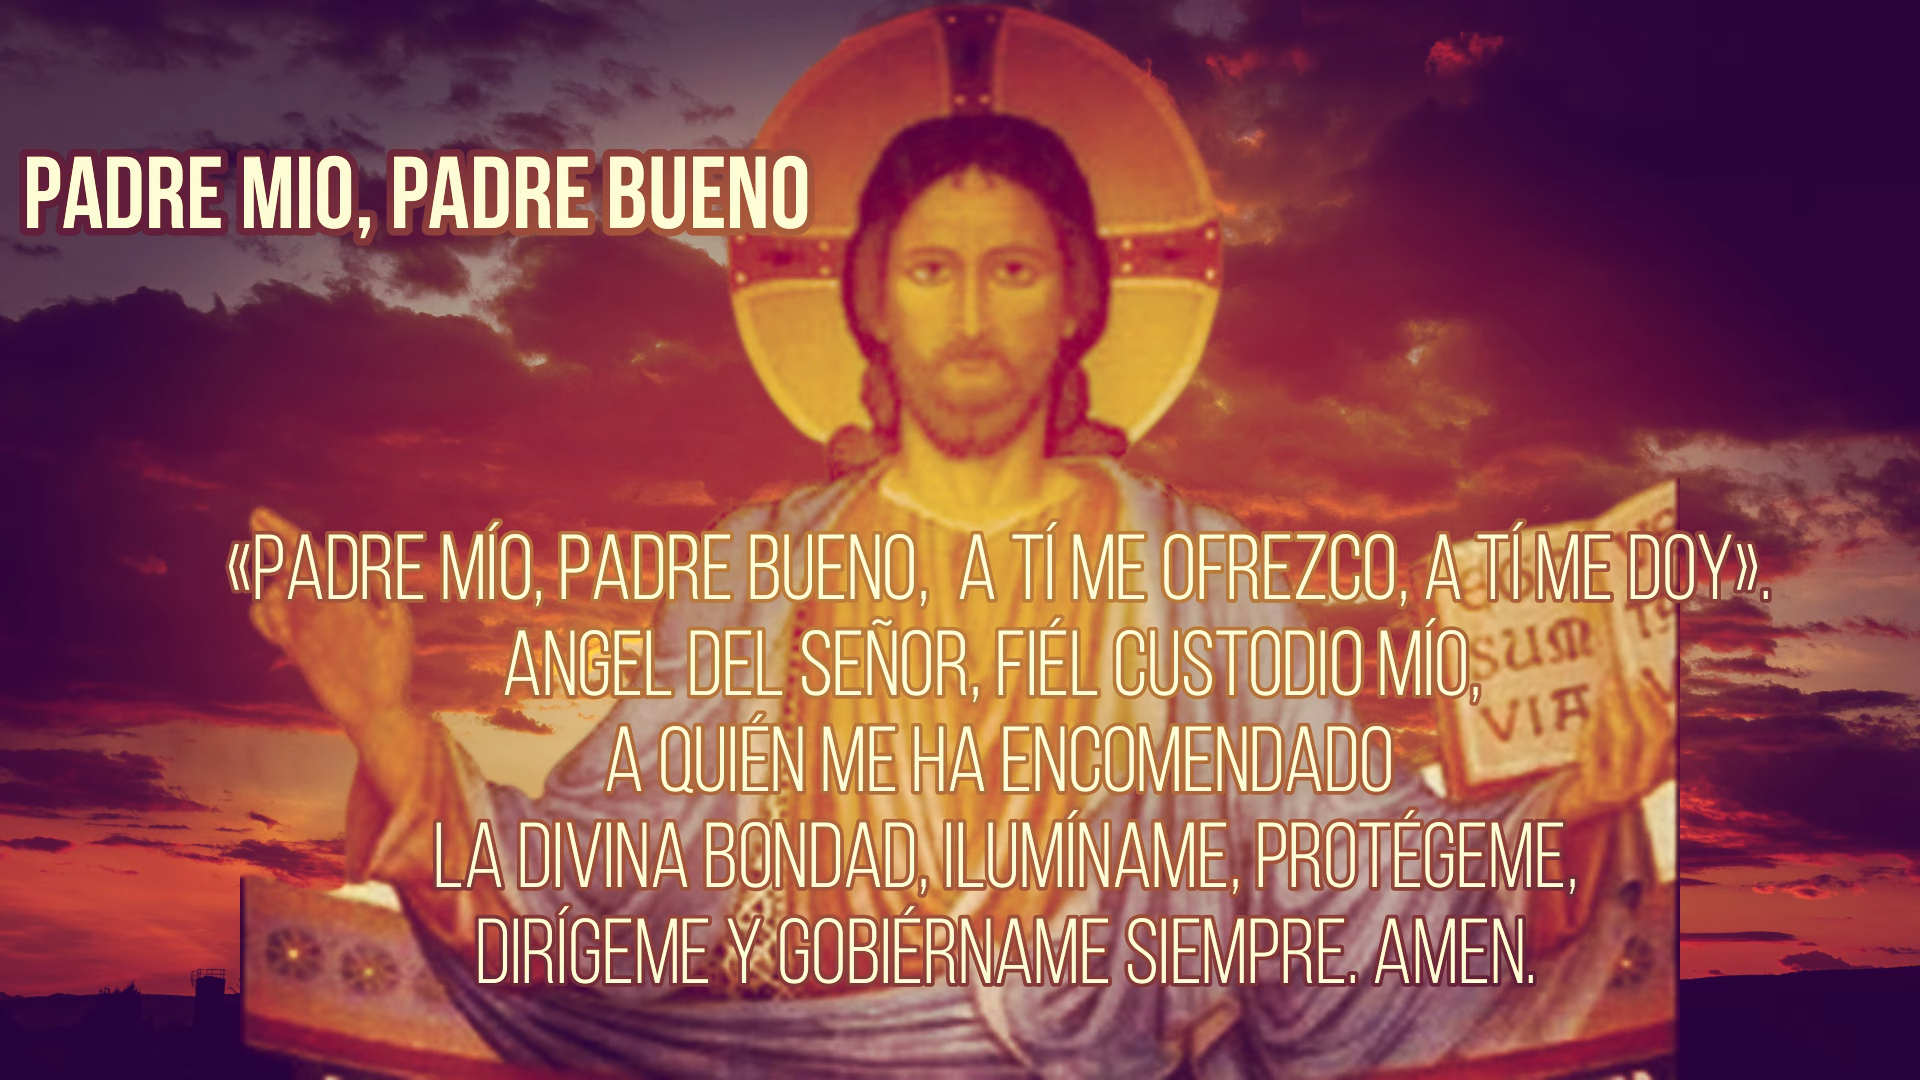 PADRE MIO, PADRE BUENO
«PADRE MÍO, PADRE BUENO, A TÍ ME OFREZCO, A TÍ ME DOY».
ANGEL DEL SEÑOR, FIÉL CUSTODIO MÍO,
A QUIÉN ME HA ENCOMENDADO
LA DIVINA BONDAD, ILUMÍNAME, PROTÉGEME,
DIRÍGEME Y GOBIÉRNAME SIEMPRE. AMEN.
SUM
VIA